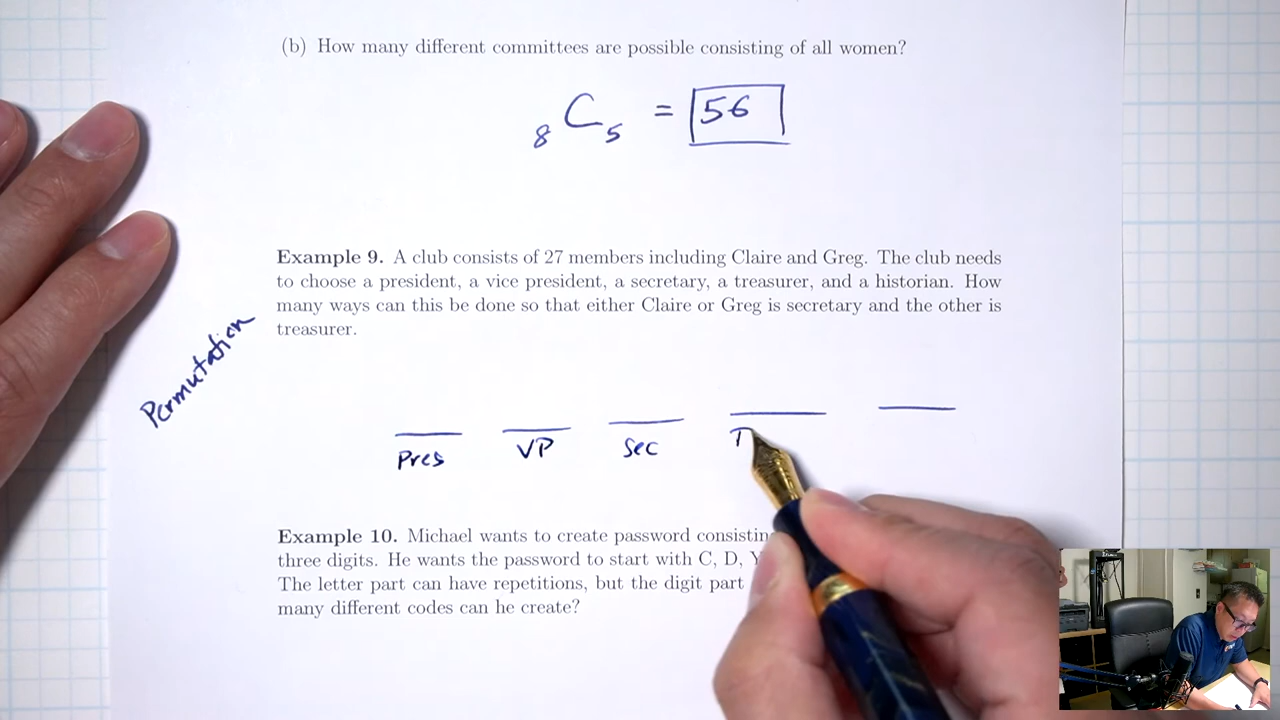 (b) How many different committees are possible consisting of all women?
8 C 5 = 56
Example 9. A club consists of 27 members including Claire and Greg. The club needs
to choose a president, a vice president, a secretary, a treasurer, and a historian. How
many ways can this be done so that either Claire or Greg is secretary and the other is
treasurer.
Permutation
Pres VP Sec T
Example 10. Michael wants to create password consistin
three digits. He wants the password to start with C, D, Y
The letter part can have repetitions, but the digit part
many different codes can he create?